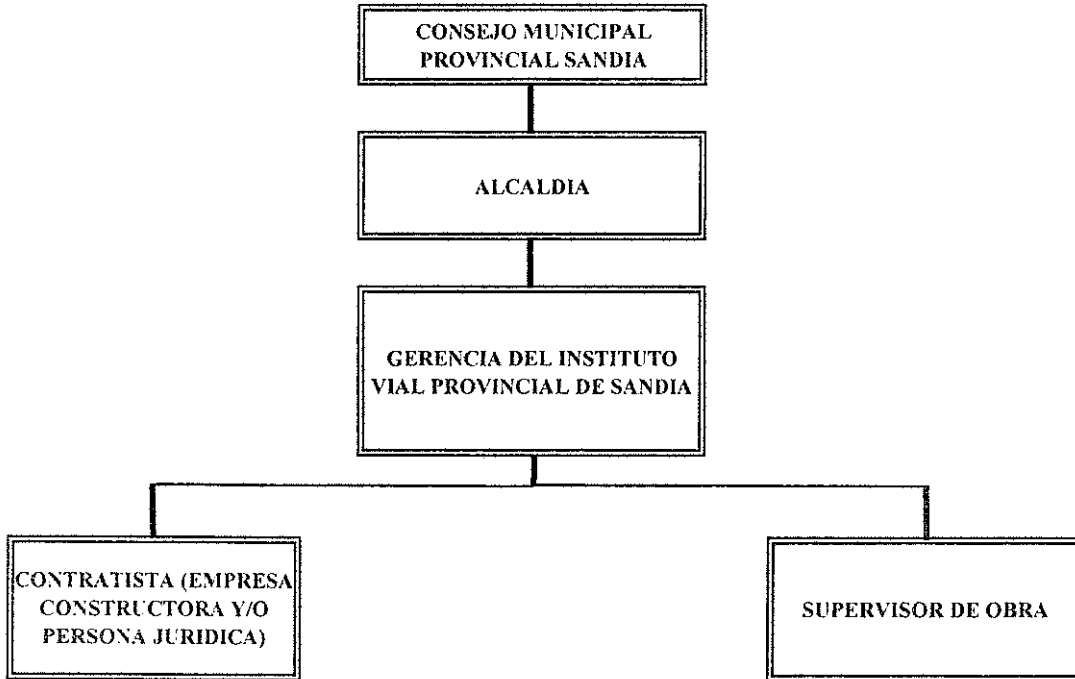 CONSEJO MUNICIPAL
PROVINCIAL SANDIA
ALCALDIA
GERENCIA DEL INSTITUTO
VIAL PROVINCIAL DE SANDIA
CONTRATISTA (EMPRESA
CONSTRUCTORA Y/O
PERSONA JURIDICA)
SUPERVISOR DE OBRA